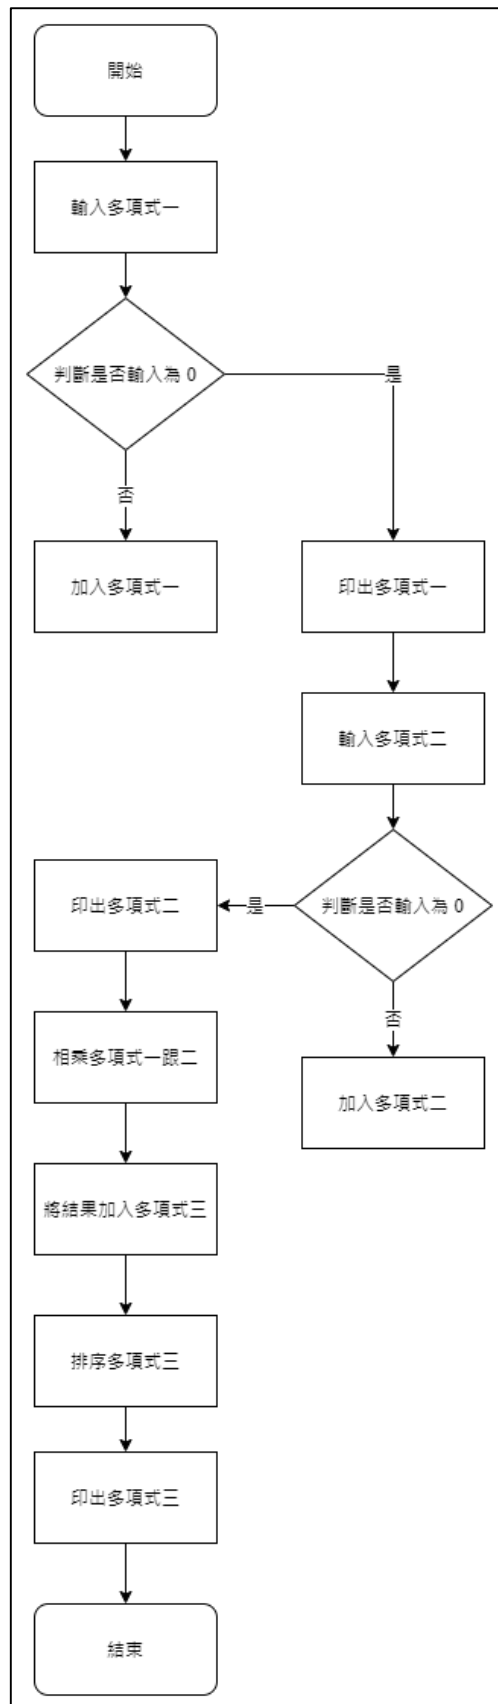 開始
輸入多項式一
判斷是否輸入為 0
是
否
加入多項式一
印出多項式一
輸入多項式二
判斷是否輸入為 0
是
印出多項式二
否
加入多項式二
相乘多項式一跟二
將結果加入多項式三
排序多項式三
印出多項式三
結束